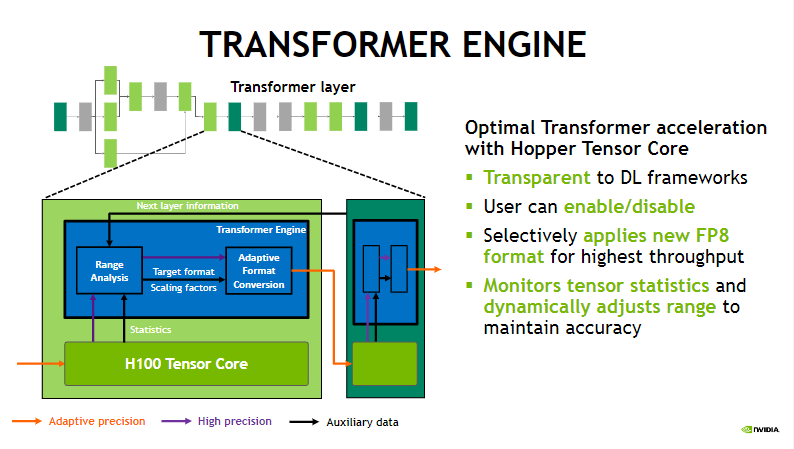 TRANSFORMER ENGINE
Transformer layer
Next layer information
Transformer Engine
Range
Analysis
Target format
Scaling factors
Adaptive
Format
Conversion
Statistics
H100 Tensor Core
Adaptive precision
High precision
Auxiliary data
Optimal Transformer acceleration
with Hopper Tensor Core
Transparent to DL frameworks
User can enable/disable
Selectively applies new FP8
format for highest throughput
Monitors tensor statistics and
dynamically adjusts range to
maintain accuracy
NVIDIA